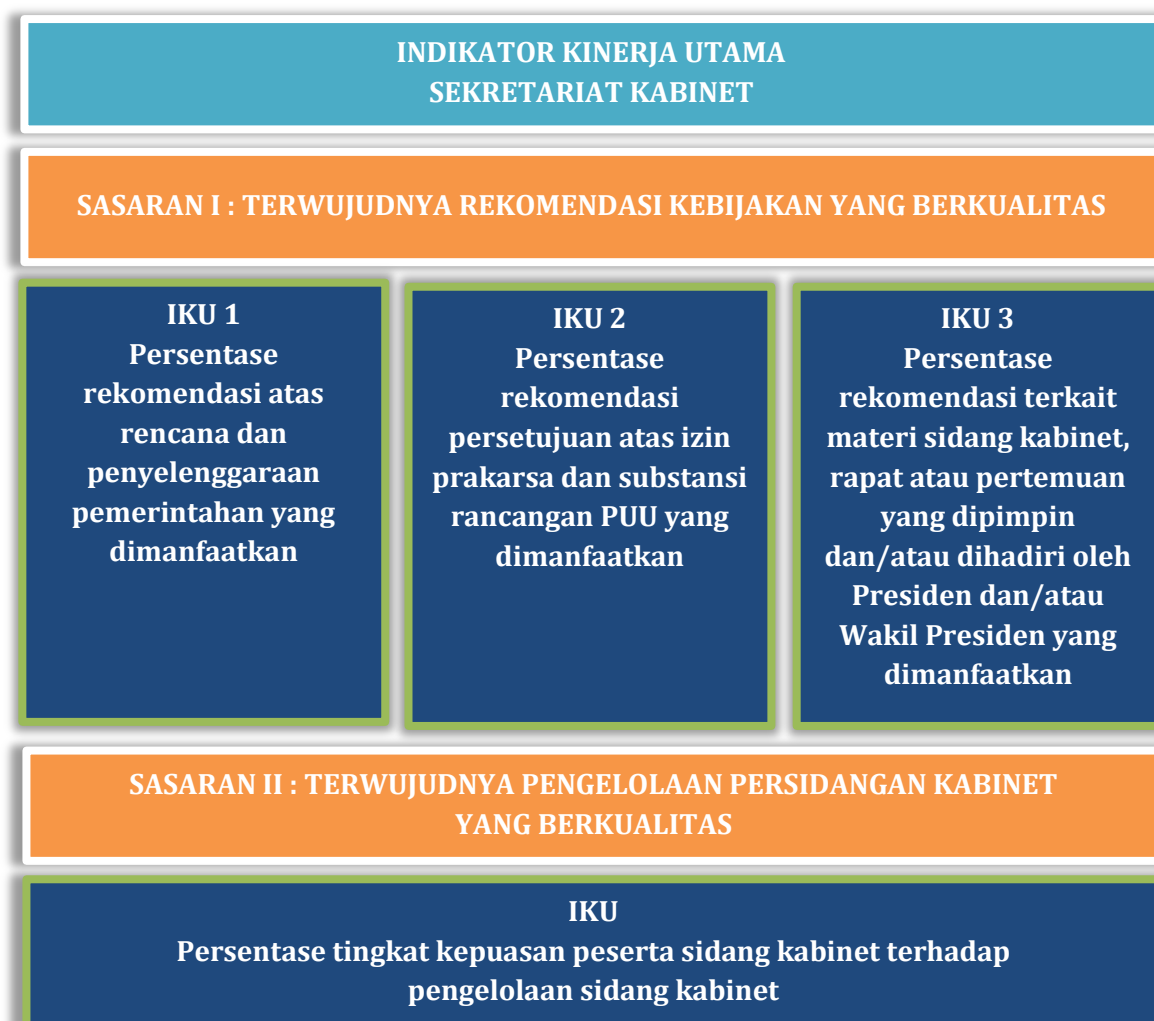 INDIKATOR KINERJA UTAMA
SEKRETARIAT KABINET
SASARAN I : TERWUJUDNYA REKOMENDASI KEBIJAKAN YANG BERKUALITAS
IKU 1
Persentase
rekomendasi atas
rencana dan
penyelenggaraan
pemerintahan yang
dimanfaatkan
IKU 2
Persentase
rekomendasi
persetujuan atas izin
prakarsa dan substansi
rancangan PUU yang
dimanfaatkan
IKU 3
Persentase
rekomendasi terkait
materi sidang kabinet,
rapat atau pertemuan
yang dipimpin
dan/atau dihadiri oleh
Presiden dan/atau
Wakil Presiden yang
dimanfaatkan
SASARAN II : TERWUJUDNYA PENGELOLAAN PERSIDANGAN KABINET
YANG BERKUALITAS
IKU
Persentase tingkat kepuasan peserta sidang kabinet terhadap
pengelolaan sidang kabinet